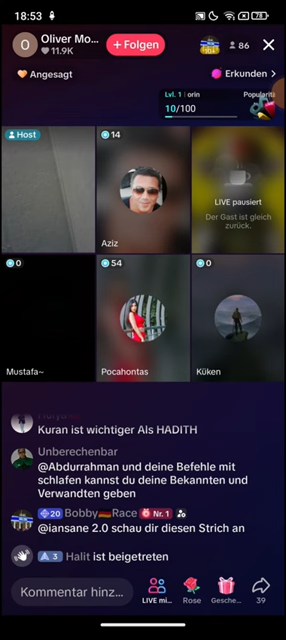 18:53
78
Oliver Mo...
11.9K
+ Folgen
86
Angesagt
Erkunden >
Lvl. 1 orin
Popularit
10/100
Host
14
LIVE pausiert
Der Gast ist gleich
zurück.
Aziz
0
54
0
Mustafa~
Pocahontas
Küken
Kuran ist wichtiger Als HADITH
Unberechenbar
@Abdurrahman und deine Befehle mit
schlafen kannst du deine Bekannten und
Verwandten geben
20 Bobby🇩🇪Race Nr. 1
@iansane 2.0 schau dir diesen Strich an
A 3 Halit ist beigetreten
Kommentar hinz...
LIVE mi...
Rose
Gesche...
39